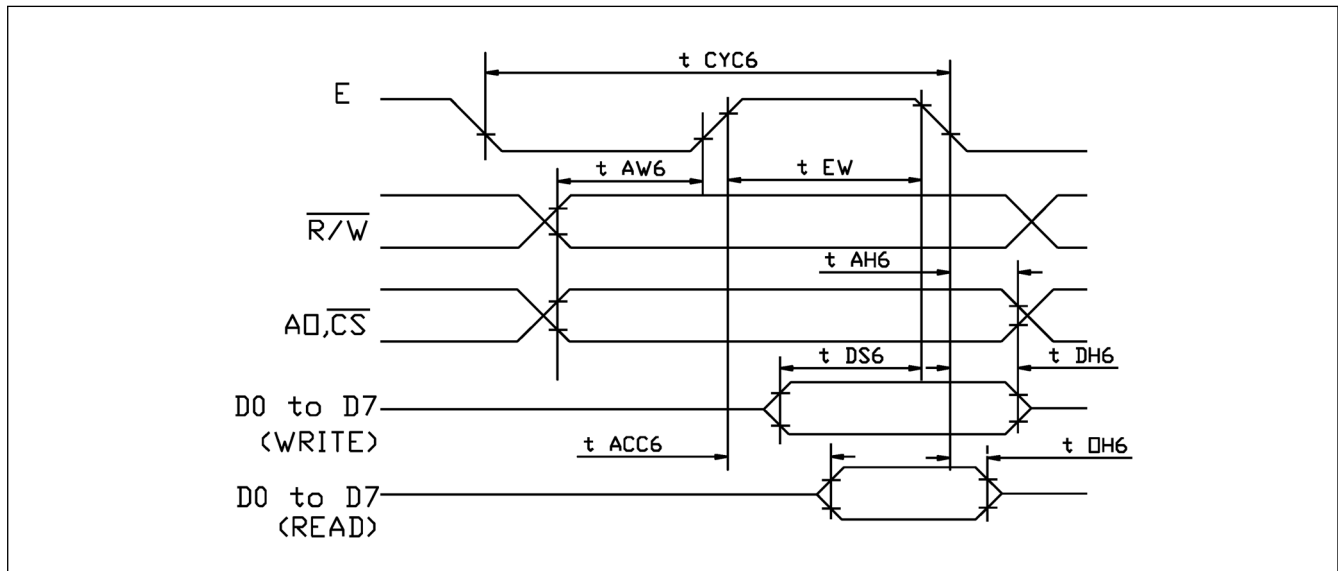 t CYC6
E
t AW6
t EW
R/W
t AH6
A0,CS
t DS6
t DH6
D0 to D7
(WRITE)
t ACC6
t OH6
D0 to D7
(READ)